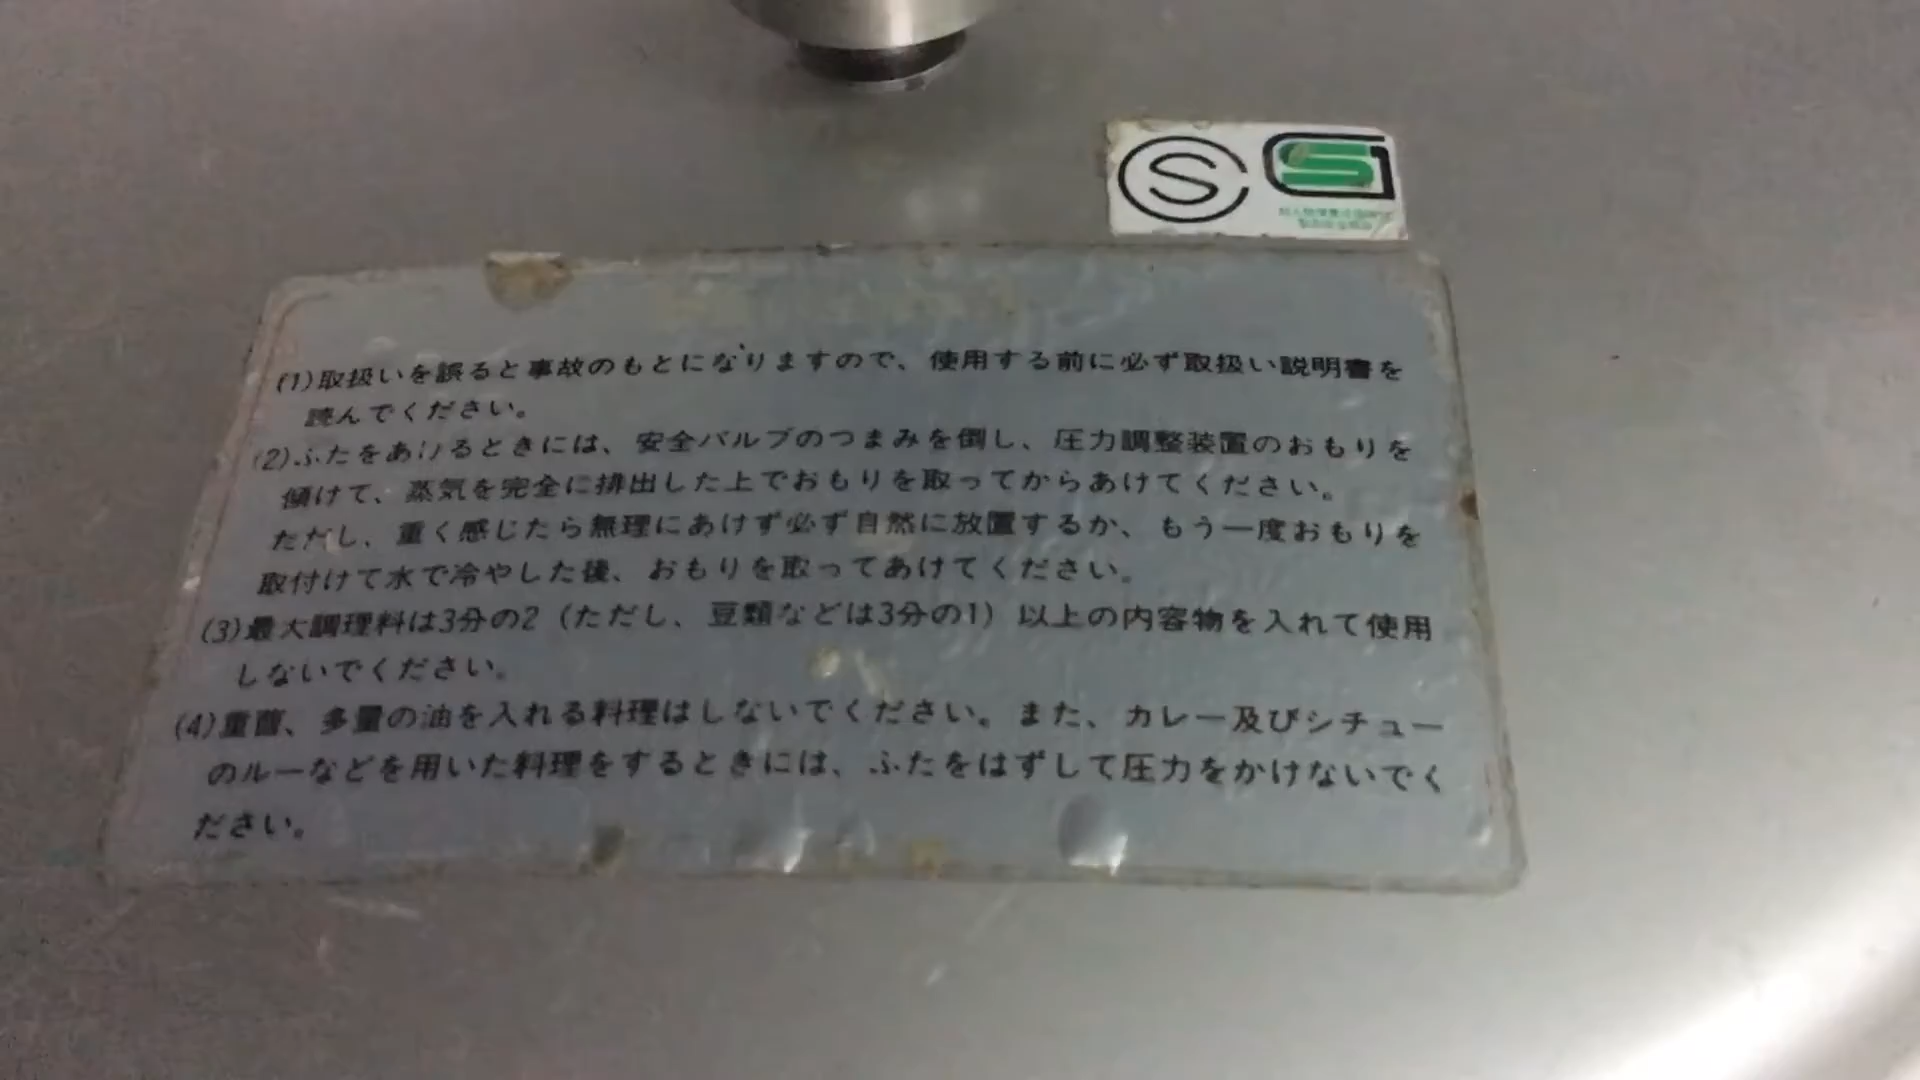 S
(1)取扱いを誤ると事故のもとになりますので、使用する前に必ず取扱い説明書を
読んでください。
(2)ふたをあけるときには、安全バルブのつまみを倒し、圧力調整装置のおもりを
傾けて、蒸気を完全に排出した上でおもりを取ってからあけてください。
ただし、重く感じたら無理にあけず必ず自然に放置するか、もう一度おもりを
取付けて水で冷やした後、おもりを取ってあけてください。
(3)最大調理料は3分の2（ただし、豆類などは3分の1）以上の内容物を入れて使用
しないでください。
(4)重曹、多量の油を入れる料理はしないでください。また、カレー及びシチュー
のルーなどを用いた料理をするときには、ふたをはずして圧力をかけないでく
ださい。